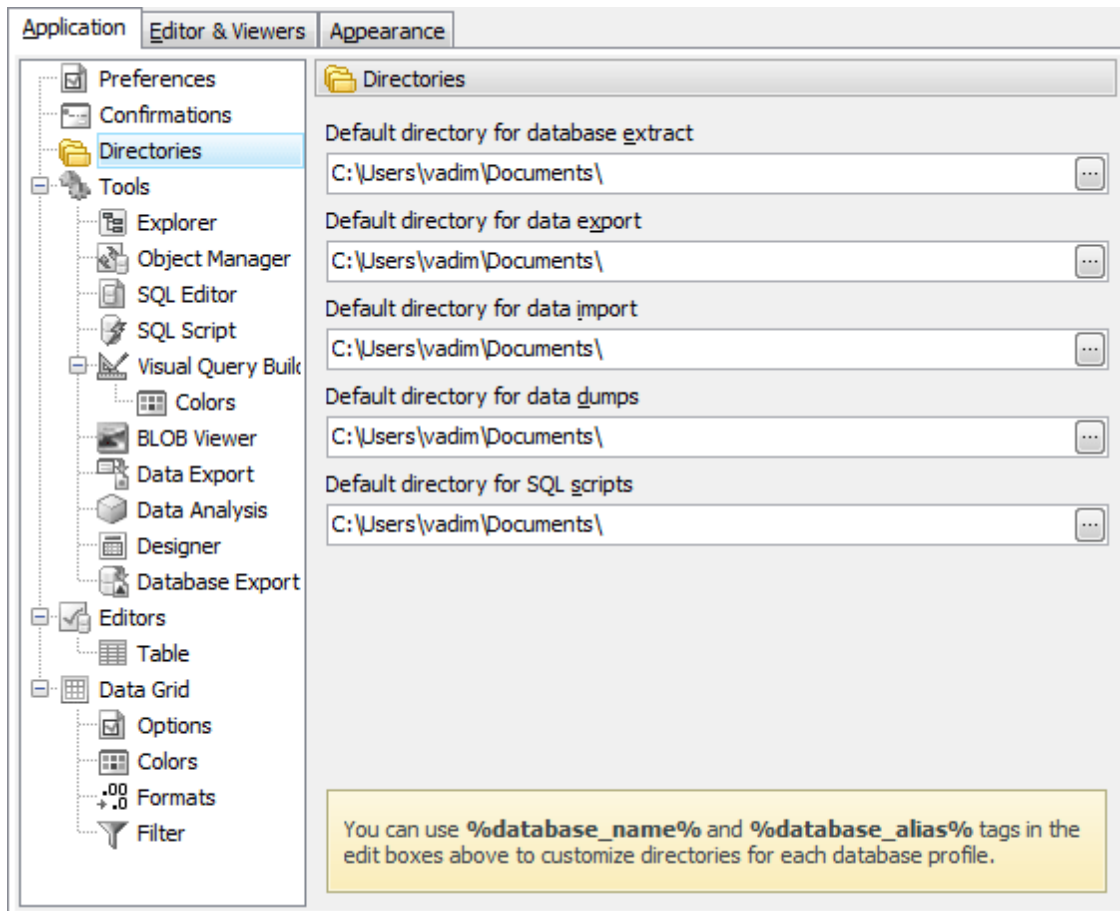 Application
Editor & Viewers
Appearance
Preferences
Confirmations
Directories
Tools
Explorer
Object Manager
SQL Editor
SQL Script
Visual Query Builc
Colors
BLOB Viewer
Data Export
Data Analysis
Designer
Database Export
Editors
Table
Data Grid
Options
Colors
Formats
Filter
Directories
Default directory for database extract
C:\Users\vadim\Documents\
Default directory for data export
C:\Users\vadim\Documents\
Default directory for data import
C:\Users\vadim\Documents\
Default directory for data dumps
C:\Users\vadim\Documents\
Default directory for SQL scripts
C:\Users\vadim\Documents\
You can use %database_name% and %database_alias% tags in the
edit boxes above to customize directories for each database profile.